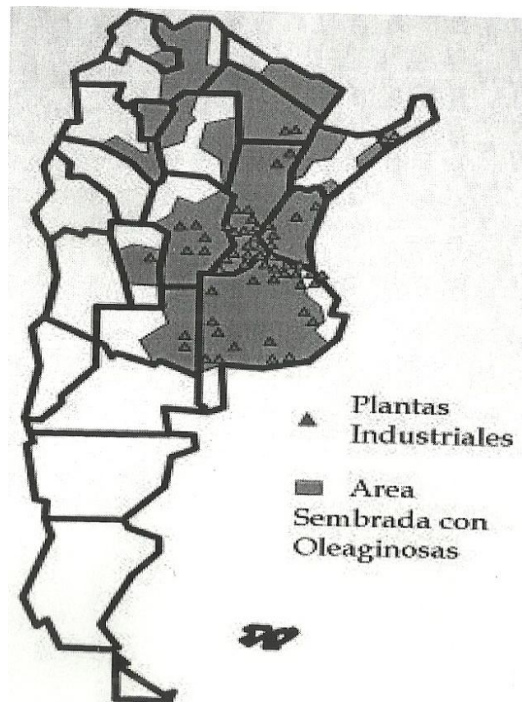 Plantas
Industriales
Area
Sembrada con
Oleaginosas